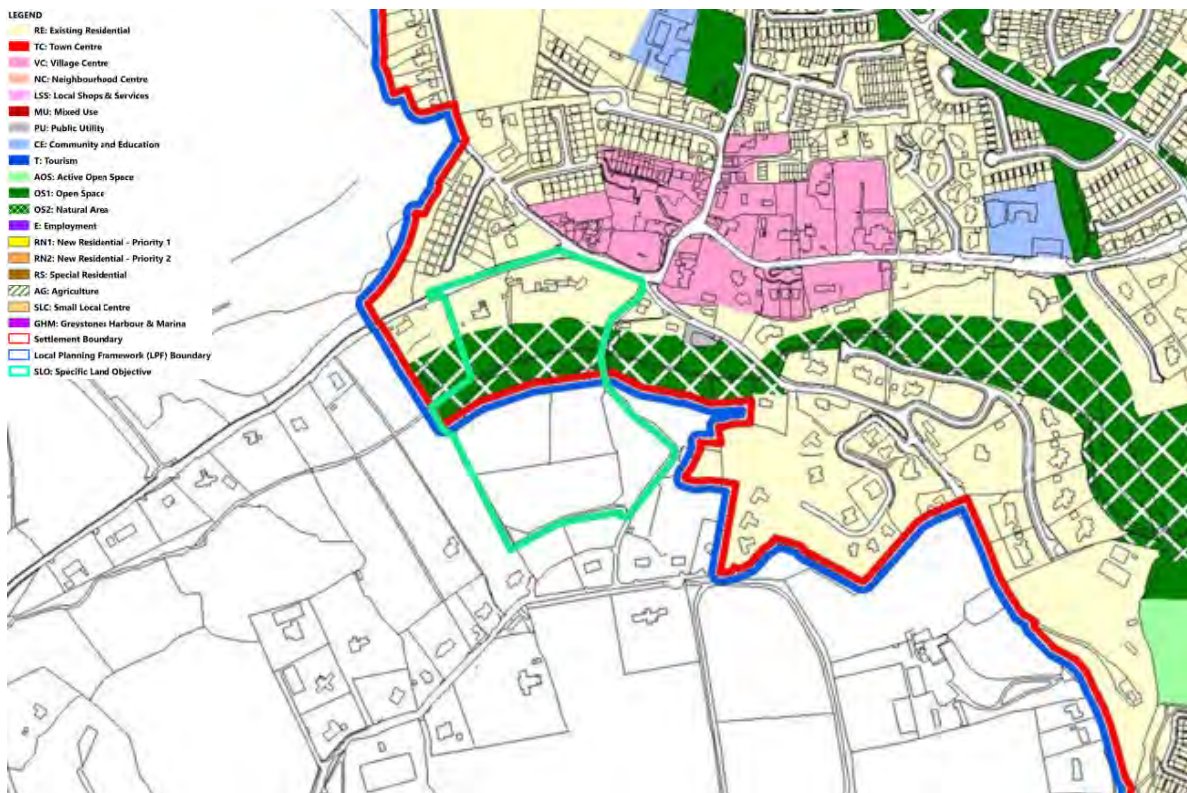 LEGEND
RE: Existing Residential
TC: Town Centre
VC: Village Centre
NC: Neighbourhood Centre
LSS: Local Shops & Services
MU: Mixed Use
PU: Public Utility
CE: Community and Education
T: Tourism
AOS: Active Open Space
OS1: Open Space
OS2: Natural Area
E: Employment
RN1: New Residential - Priority 1
RN2: New Residential - Priority 2
RS: Special Residential
AG: Agriculture
SLC: Small Local Centre
GHM: Greystones Harbour & Marina
Settlement Boundary
Local Planning Framework (LPF) Boundary
SLO: Specific Land Objective